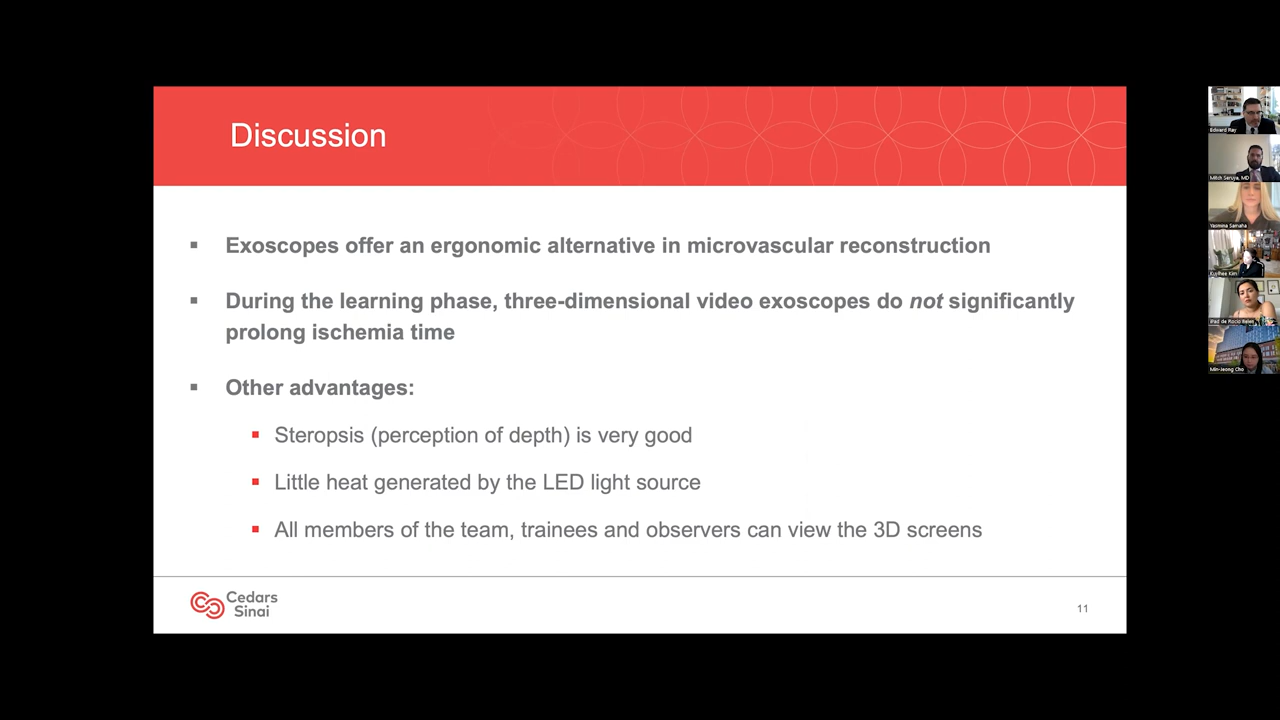 Discussion
Exoscopes offer an ergonomic alternative in microvascular reconstruction
During the learning phase, three-dimensional video exoscopes do not significantly
prolong ischemia time
Other advantages:
Steropsis (perception of depth) is very good
Little heat generated by the LED light source
All members of the team, trainees and observers can view the 3D screens
Cedars
Sinai
11
Edward Ray
Mitch Seruya, MD
Yasmina Samaha
Kim
Min-Jeong Cho